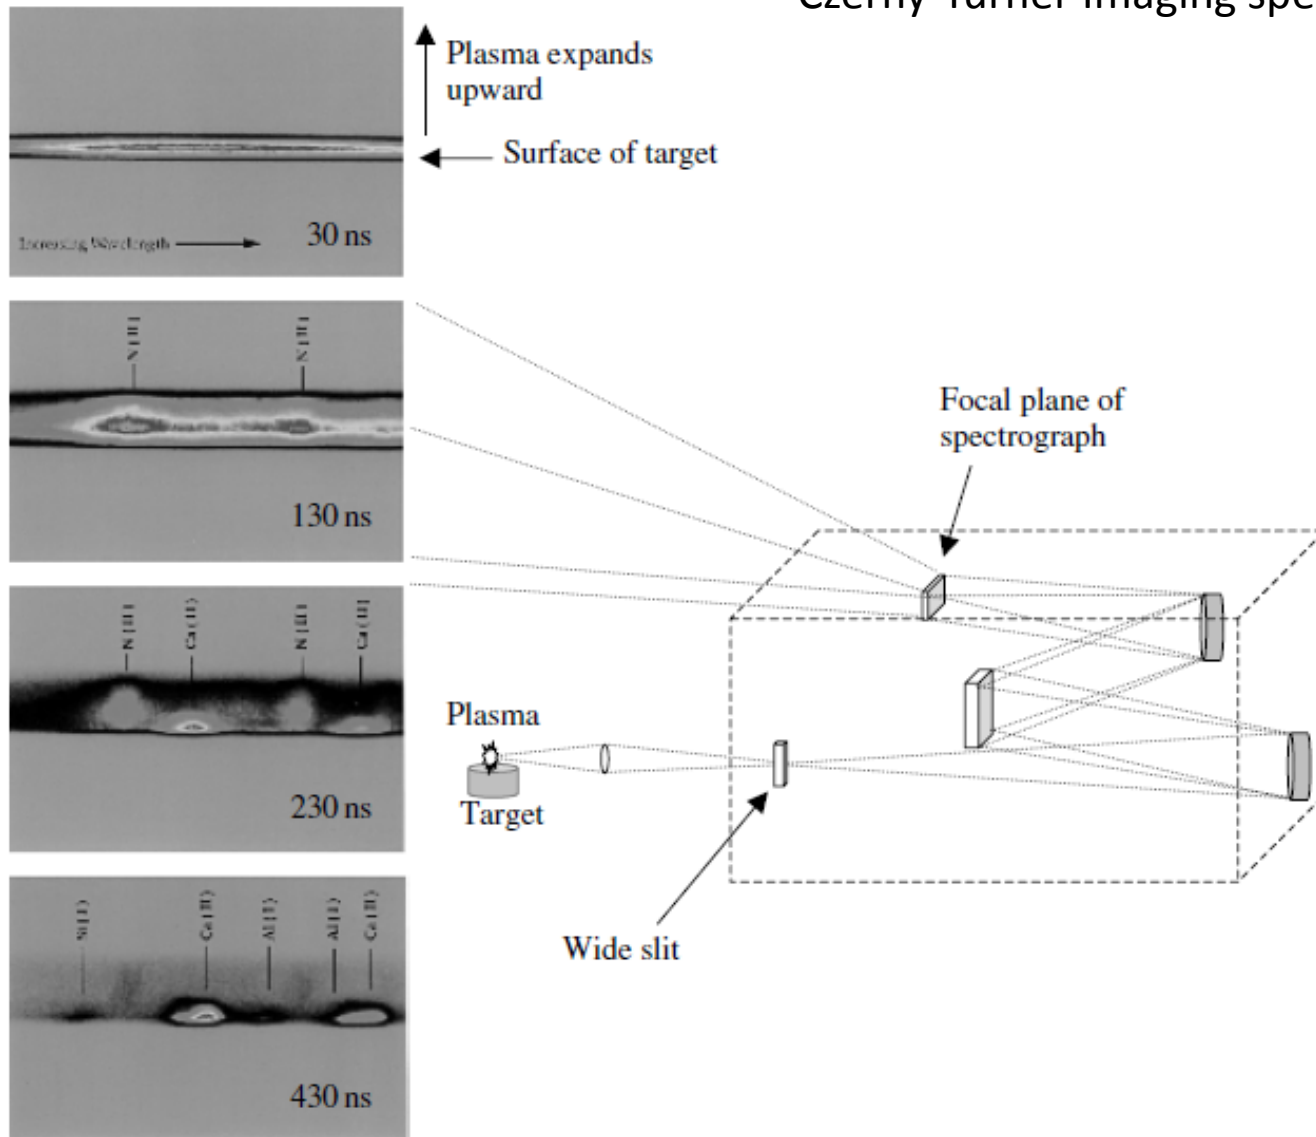 Czerny-Turner imaging spe
Plasma expands
upward
Surface of target
Increasing Wavelength
30 ns
N (II)
N (II)
130 ns
Focal plane of
spectrograph
N (II)
Ca (II)
N (II)
Ca (II)
230 ns
Plasma
Target
Wide slit
Ca (II)
Al (I)
Al (I)
Ca (II)
430 ns